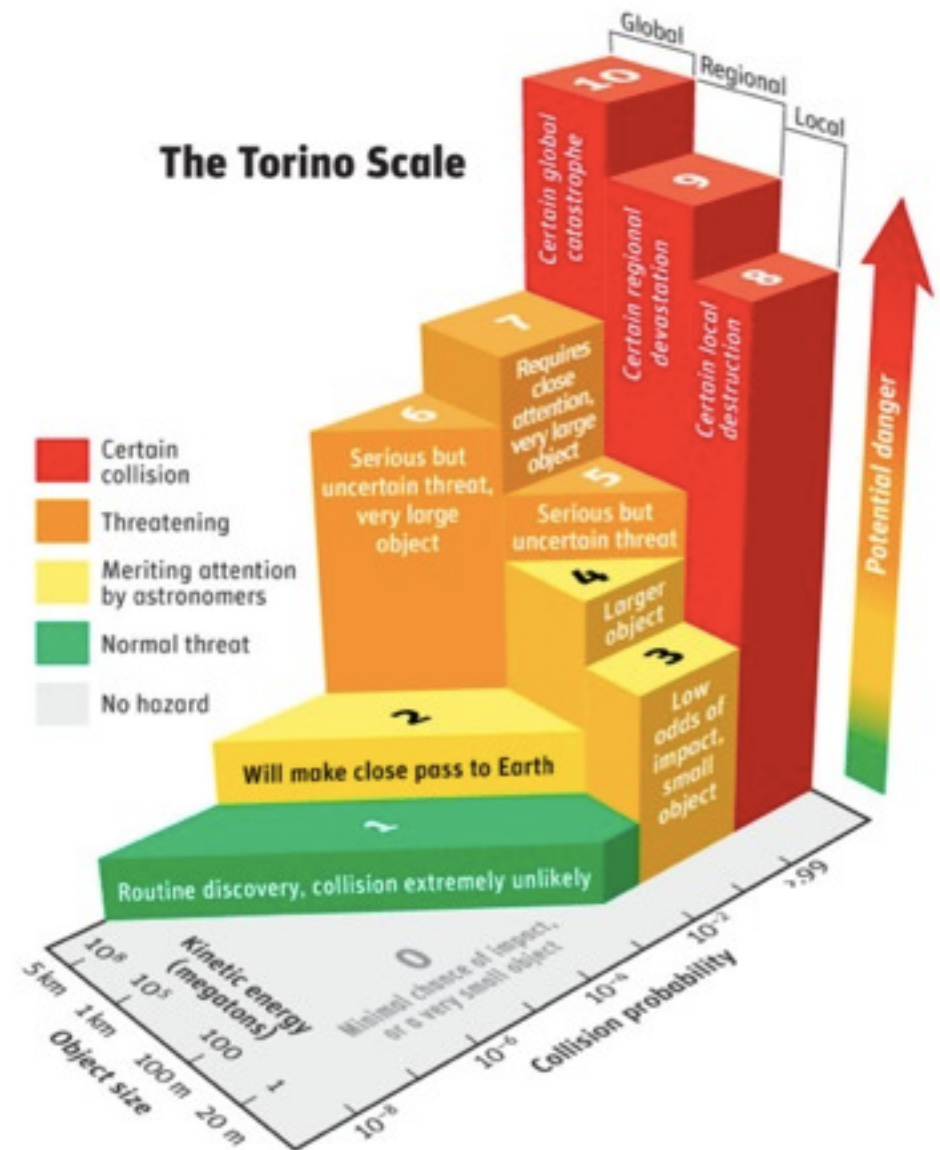 Global
Regional
Local
The Torino Scale
10
Certain global
catastrophe
9
Certain regional
devastation
8
Certain local
destruction
7
Requires
close
attention,
very large
object
6
Serious but
uncertain threat,
very large
object
5
Serious but
uncertain threat
4
Larger
object
3
Low
odds of
impact,
small
object
2
Will make close pass to Earth
1
Routine discovery, collision extremely unlikely
0
Minimal chance of impact,
or a very small object
Certain
collision
Threatening
Meriting attention
by astronomers
Normal threat
No hazard
Potential danger
Kinetic energy
(megatons)
10⁸
10⁵
100
1
5 km
1 km
100 m
20 m
Object size
10⁻⁸
10⁻⁶
10⁻⁴
10⁻²
>.99
Collision probability